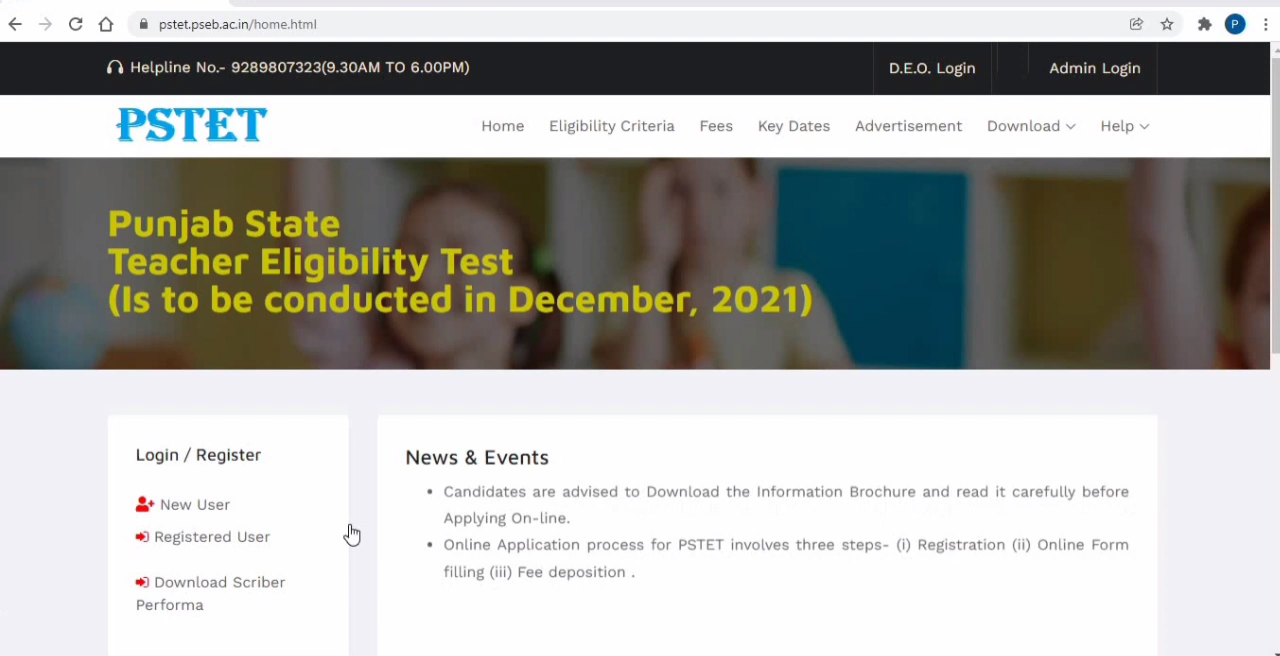 pstet.pseb.ac.in/home.html
P
Helpline No.- 9289807323(9.30AM TO 6.00PM)
D.E.O. Login
Admin Login
PSTET
Home
Eligibility Criteria
Fees
Key Dates
Advertisement
Download
Help
Punjab State
Teacher Eligibility Test
(Is to be conducted in December, 2021)
Login / Register
New User
Registered User
Download Scriber
Performa
News & Events
• Candidates are advised to Download the Information Brochure and read it carefully before
Applying On-line.
• Online Application process for PSTET involves three steps- (i) Registration (ii) Online Form
filling (iii) Fee deposition .